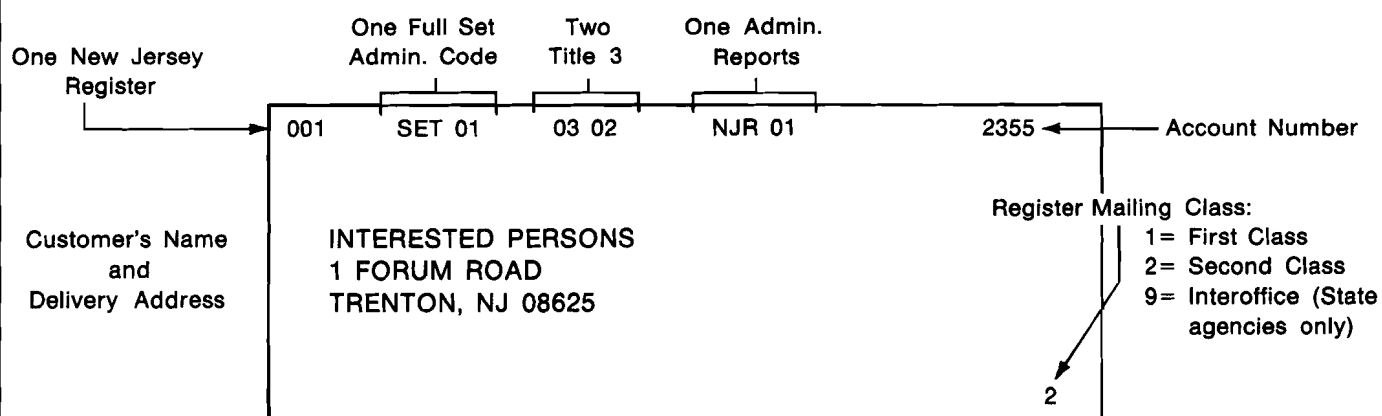 One New Jersey
Register
One Full Set
Admin. Code
Two
Title 3
One Admin.
Reports
001 SET 01 03 02 NJR 01 2355
Account Number
Customer's Name
and
Delivery Address
INTERESTED PERSONS
1 FORUM ROAD
TRENTON, NJ 08625
Register Mailing Class:
1= First Class
2= Second Class
9= Interoffice (State
agencies only)
2